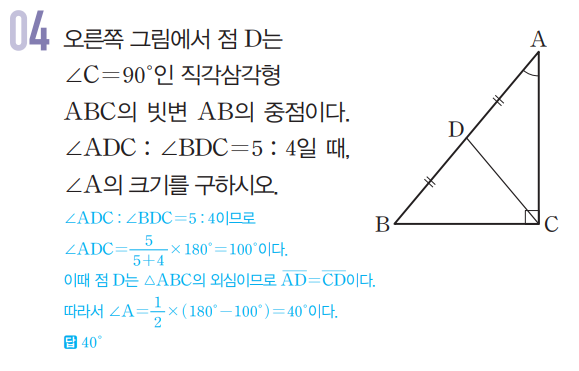 04
오른쪽 그림에서 점 D는
∠C=90°인 직각삼각형
ABC의 빗변 AB의 중점이다.
∠ADC : ∠BDC=5 : 4일 때,
∠A의 크기를 구하시오.
∠ADC : ∠BDC=5 : 4이므로
∠ADC=5/(5+4)×180°=100°이다.
이때 점 D는 △ABC의 외심이므로 A̅D̅=C̅D̅이다.
따라서 ∠A=1/2×(180°-100°)=40°이다.
답 40°
A
D
B
C